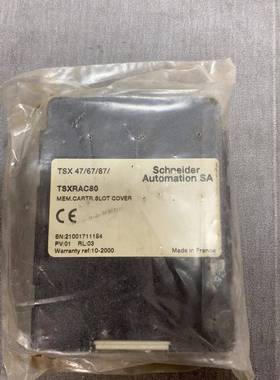 TSX 47/67/87/
Schneider
Automation SA
TSXRAC80
MEM.CARTR.SLOT COVER
CE
SN:21001711184
PV:01 RL:03
Warranty ref:10-2000
Made in France